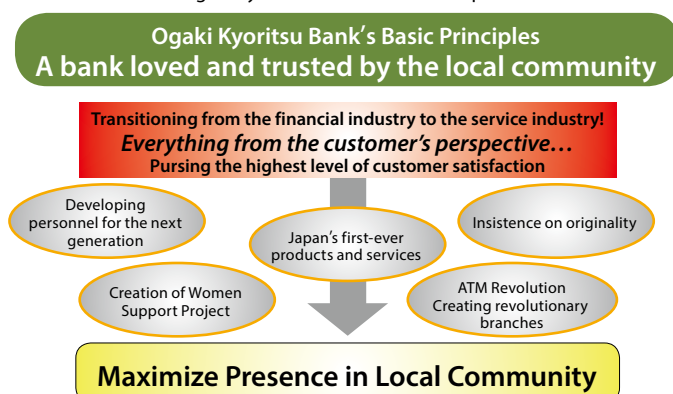 Ogaki Kyoritsu Bank's Basic Principles
A bank loved and trusted by the local community
Transitioning from the financial industry to the service industry!
Everything from the customer's perspective…
Pursing the highest level of customer satisfaction
Developing
personnel for the next
generation
Japan's first-ever
products and services
Insistence on originality
Creation of Women
Support Project
ATM Revolution
Creating revolutionary
branches
Maximize Presence in Local Community